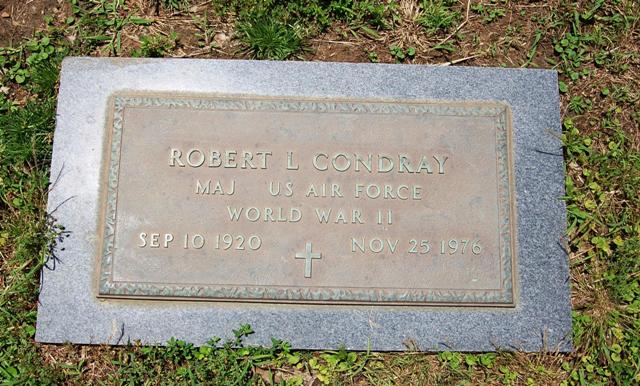 ROBERT L CONDRAY
MAJ US AIR FORCE
WORLD WAR II
SEP 10 1920 NOV 25 1976